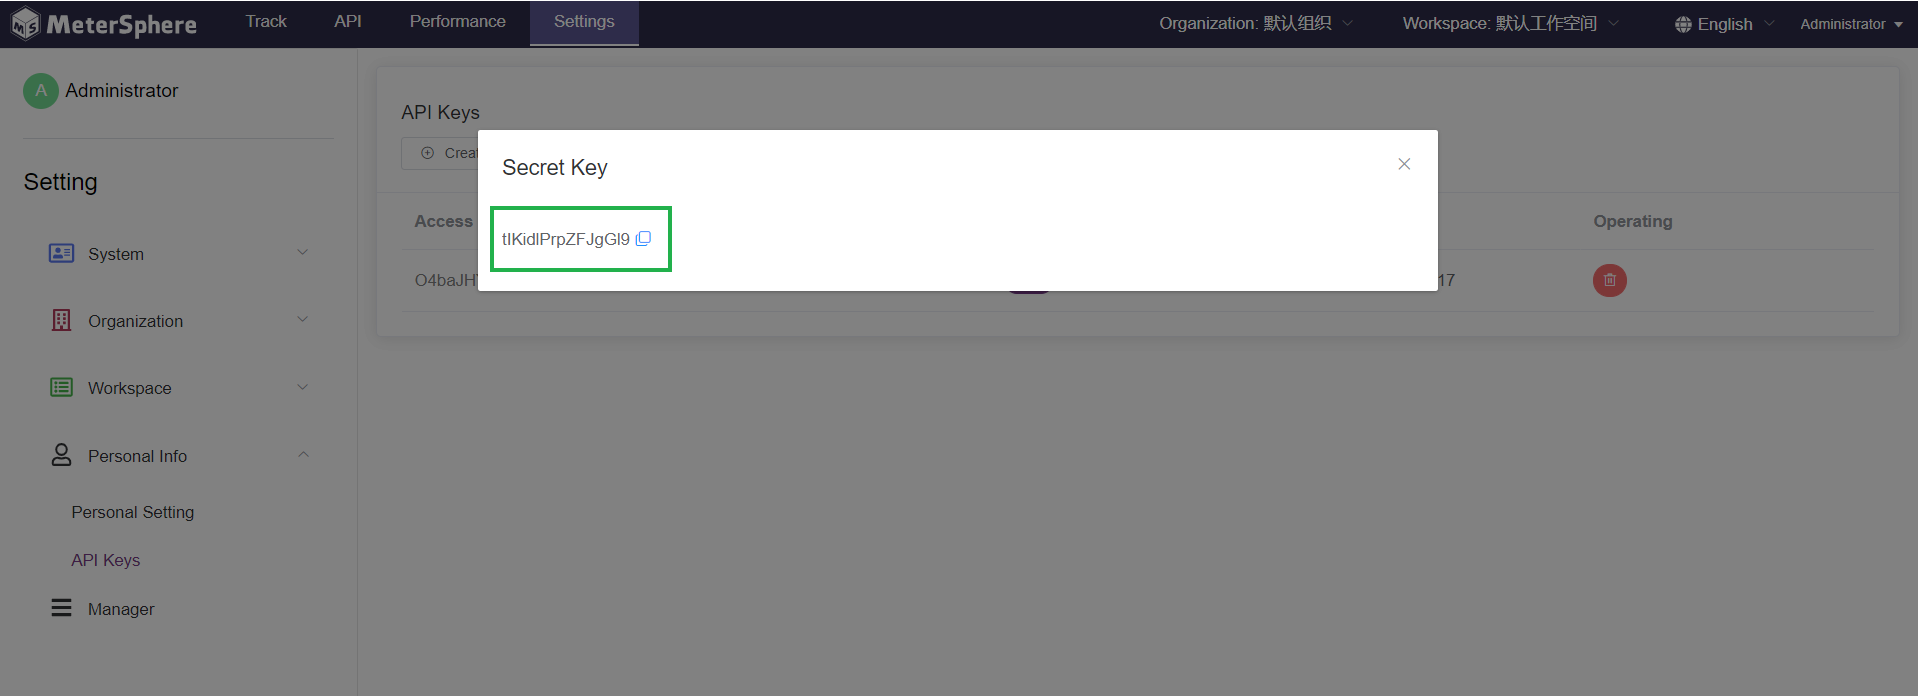 MeterSphere Track API Performance Settings Organization: 默认组织 Workspace: 默认工作空间 English Administrator
A Administrator
Setting
System
Organization
Workspace
Personal Info
Personal Setting
API Keys
Manager
API Keys
Creat
Secret Key
tIKidlPrpZFJgGl9
Access Operating
O4baJH 17